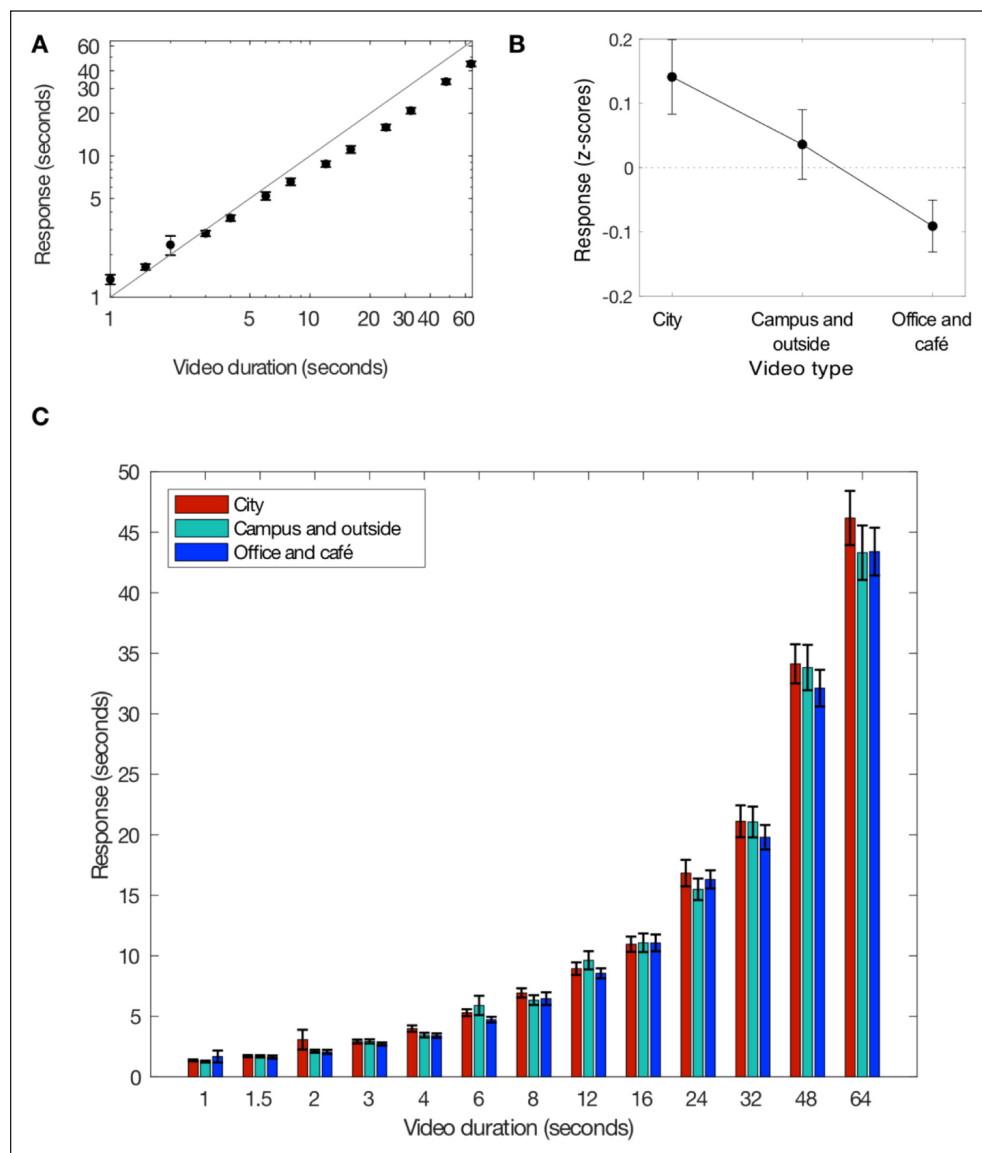 A
60
40
30
20
10
5
1
Response (seconds)
1
5
10
20
30
40
60
Video duration (seconds)
B
0.2
0.1
0
-0.1
-0.2
Response (z-scores)
City
Campus and
outside
Office and
café
Video type
C
50
45
40
35
30
25
20
15
10
5
0
Response (seconds)
City
Campus and outside
Office and café
1
1.5
2
3
4
6
8
12
16
24
32
48
64
Video duration (seconds)